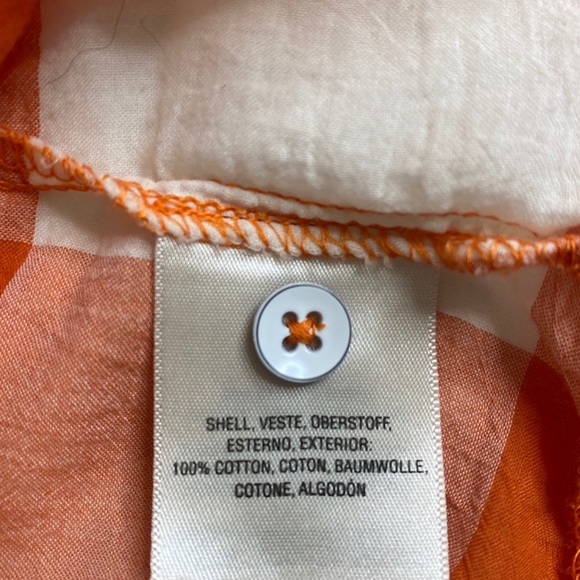 SHELL, VESTE, OBERSTOFF,
ESTERNO, EXTERIOR:
100% COTTON, COTON, BAUMWOLLE,
COTONE, ALGODÓN